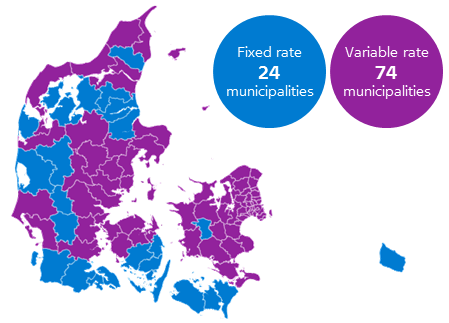 Fixed rate
24
municipalities
Variable rate
74
municipalities